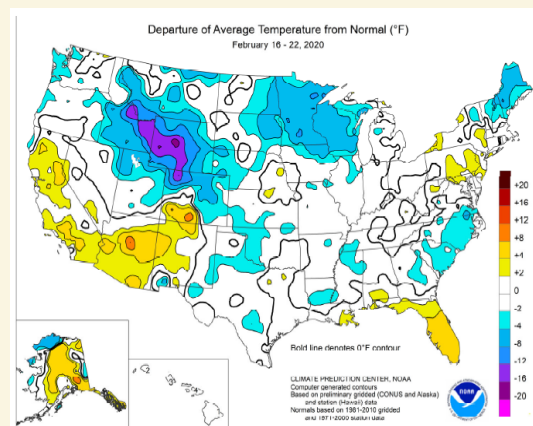 Departure of Average Temperature from Normal (°F)
February 16 - 22, 2020
+20
+16
+12
+8
+4
+2
0
-2
-4
-8
-12
-16
-20
Bold line denotes 0°F contour
CLIMATE PREDICTION CENTER, NOAA
Computer generated contours
Based on preliminary gridded (CONUS and Alaska)
and station (Hawaii) data
Normals based on 1981-2010 gridded
and 1971-2000 station data
NOAA